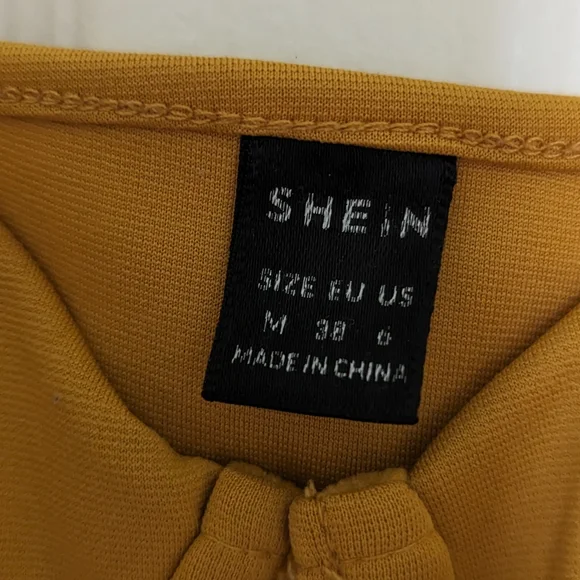 SHEIN
SIZE EU US
M 38 6
MADE IN CHINA